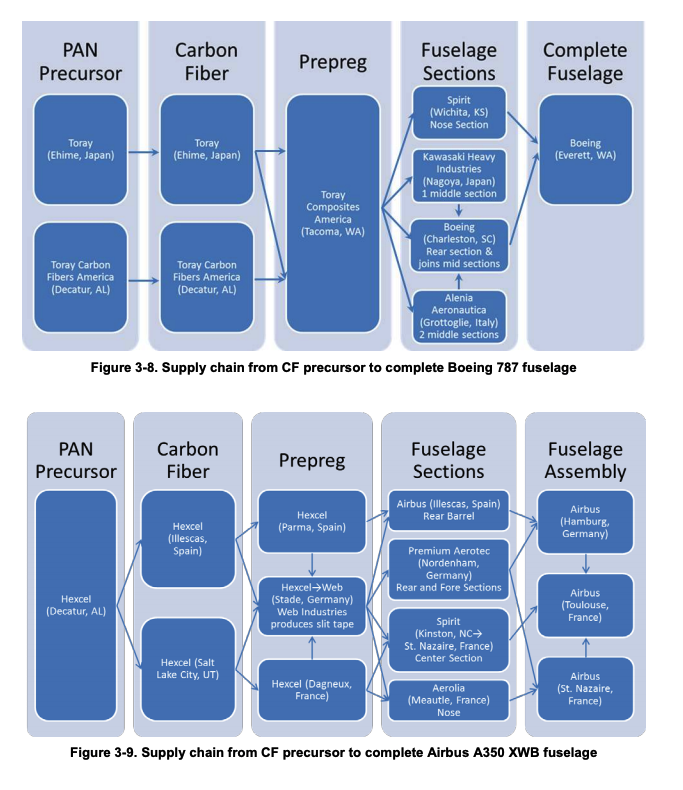 PAN
Precursor
Carbon
Fiber
Prepreg
Fuselage
Sections
Complete
Fuselage
Toray
(Ehime, Japan)
Toray Carbon
Fibers America
(Decatur, AL)
Toray
(Ehime, Japan)
Toray Carbon
Fibers America
(Decatur, AL)
Toray
Composites
America
(Tacoma, WA)
Spirit
(Wichita, KS)
Nose Section
Kawasaki Heavy
Industries
(Nagoya, Japan)
1 middle section
Boeing
(Charleston, SC)
Rear section &
joins mid sections
Alenia
Aeronautica
(Grottoglie, Italy)
2 middle sections
Boeing
(Everett, WA)
Figure 3-8. Supply chain from CF precursor to complete Boeing 787 fuselage
PAN
Precursor
Carbon
Fiber
Prepreg
Fuselage
Sections
Fuselage
Assembly
Hexcel
(Decatur, AL)
Hexcel
(Illescas,
Spain)
Hexcel (Salt
Lake City, UT)
Hexcel
(Parma, Spain)
Hexcel→Web
(Stade, Germany)
Web Industries
produces slit tape
Hexcel (Dagneux,
France)
Airbus (Illescas, Spain)
Rear Barrel
Premium Aerotec
(Nordenham,
Germany)
Rear and Fore Sections
Spirit
(Kinston, NC→
St. Nazaire, France)
Center Section
Aerolia
(Meautle, France)
Nose
Airbus
(Hamburg,
Germany)
Airbus
(Toulouse,
France)
Airbus
(St. Nazaire,
France)
Figure 3-9. Supply chain from CF precursor to complete Airbus A350 XWB fuselage